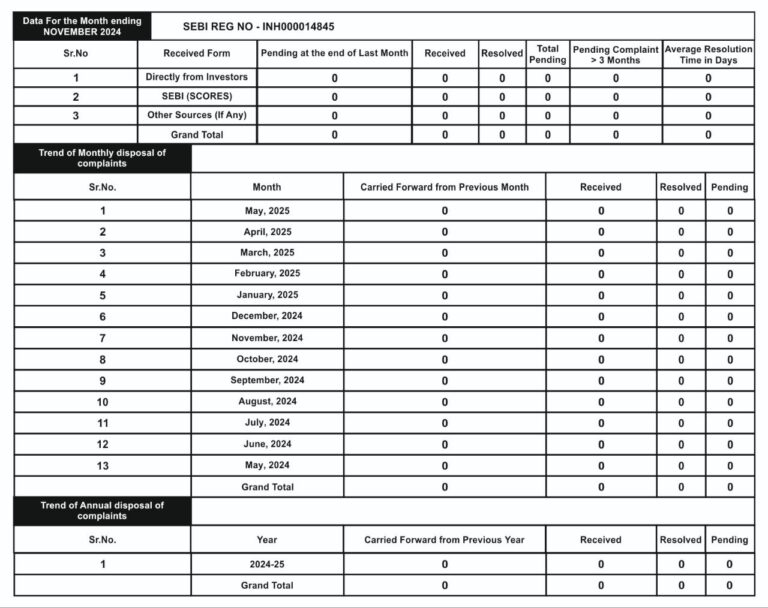 Data For the Month ending
NOVEMBER 2024
SEBI REG NO - INH000014845
Sr.No Received Form Pending at the end of Last Month Received Resolved Total Pending Pending Complaint > 3 Months Average Resolution Time in Days
1 Directly from Investors 0 0 0 0 0 0
2 SEBI (SCORES) 0 0 0 0 0 0
3 Other Sources (If Any) 0 0 0 0 0 0
Grand Total 0 0 0 0 0 0
Trend of Monthly disposal of
complaints
Sr.No. Month Carried Forward from Previous Month Received Resolved Pending
1 May, 2025 0 0 0 0
2 April, 2025 0 0 0 0
3 March, 2025 0 0 0 0
4 February, 2025 0 0 0 0
5 January, 2025 0 0 0 0
6 December, 2024 0 0 0 0
7 November, 2024 0 0 0 0
8 October, 2024 0 0 0 0
9 September, 2024 0 0 0 0
10 August, 2024 0 0 0 0
11 July, 2024 0 0 0 0
12 June, 2024 0 0 0 0
13 May, 2024 0 0 0 0
Grand Total 0 0 0 0
Trend of Annual disposal of
complaints
Sr.No. Year Carried Forward from Previous Year Received Resolved Pending
1 2024-25 0 0 0 0
Grand Total 0 0 0 0